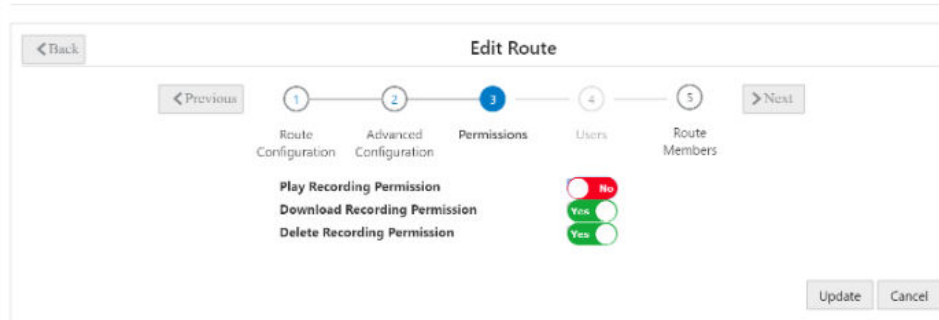 Back
Edit Route
Previous
1
2
3
4
5
Next
Route Configuration
Advanced Configuration
Permissions
Users
Route Members
Play Recording Permission No
Download Recording Permission Yes
Delete Recording Permission Yes
Update Cancel